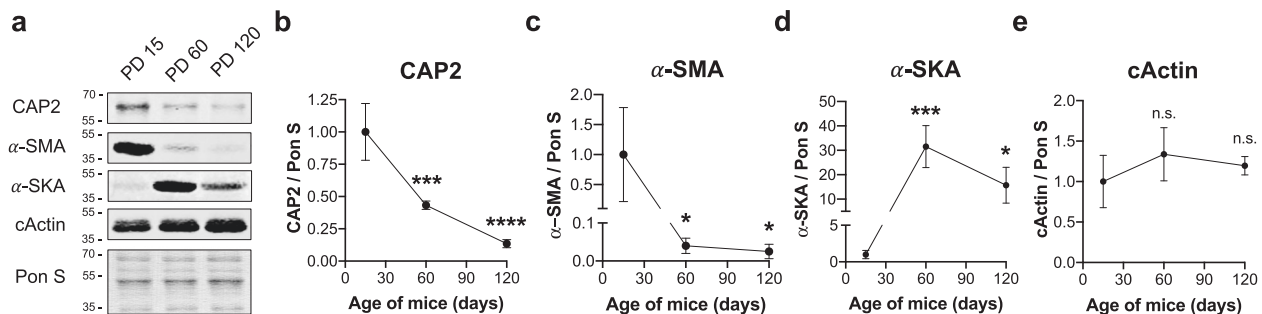 a
PD 15
PD 60
PD 120
CAP2
70 -
55 -
α-SMA
55 -
35 -
α-SKA
55 -
35 -
cActin
55 -
35 -
Pon S
70 -
55 -
35 -
b
CAP2
CAP2 / Pon S
1.25
1.00
0.75
0.50
0.25
0.00
***
****
0 30 60 90 120
Age of mice (days)
c
α-SMA
α-SMA / Pon S
2.0
1.5
1.0
0.5
0.1
0.0
*
*
0 30 60 90 120
Age of mice (days)
d
α-SKA
α-SKA / Pon S
50
40
30
20
10
5
0
***
*
0 30 60 90 120
Age of mice (days)
e
cActin
cActin / Pon S
2.0
1.5
1.0
0.5
0.0
n.s.
n.s.
0 30 60 90 120
Age of mice (days)